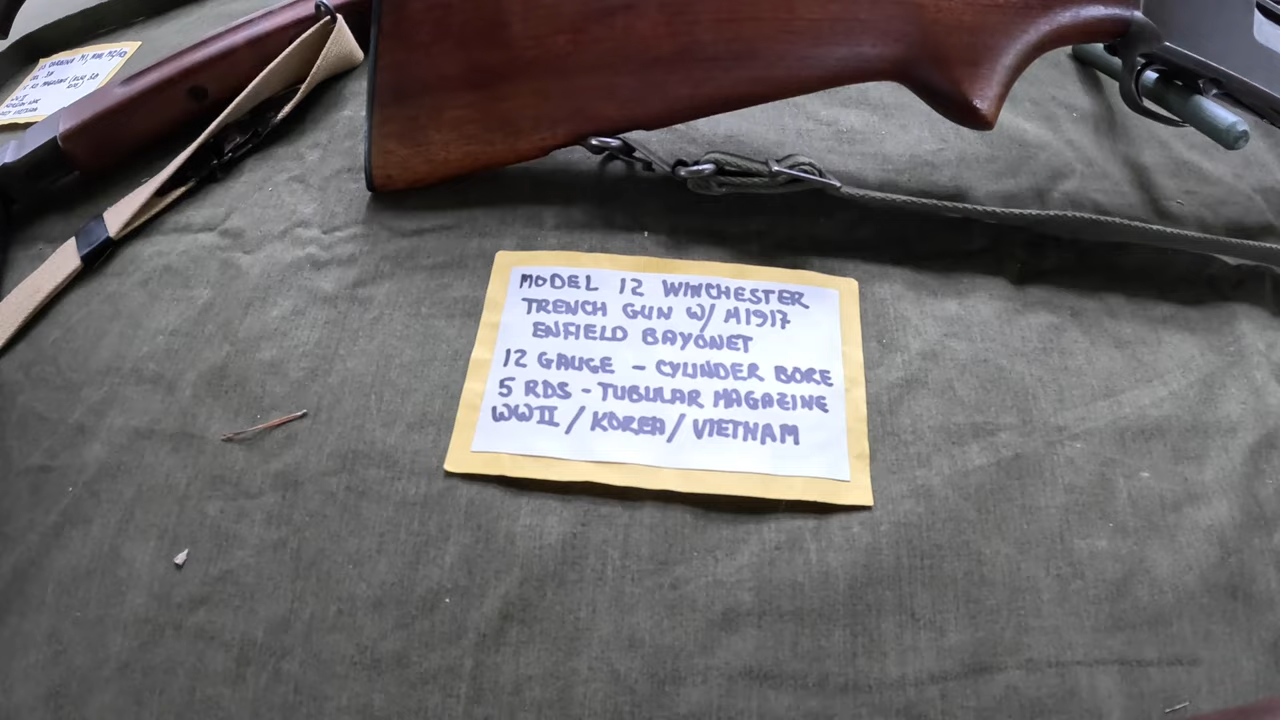 MODEL 12 WINCHESTER
TRENCH GUN W/ M1917
ENFIELD BAYONET
12 GAUGE - CYLINDER BORE
5 RDS - TUBULAR MAGAZINE
WWII / KOREA / VIETNAM